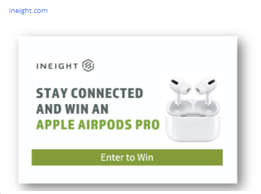 ineight.com
INEIGHT
STAY CONNECTED
AND WIN AN
APPLE AIRPODS PRO
Enter to Win